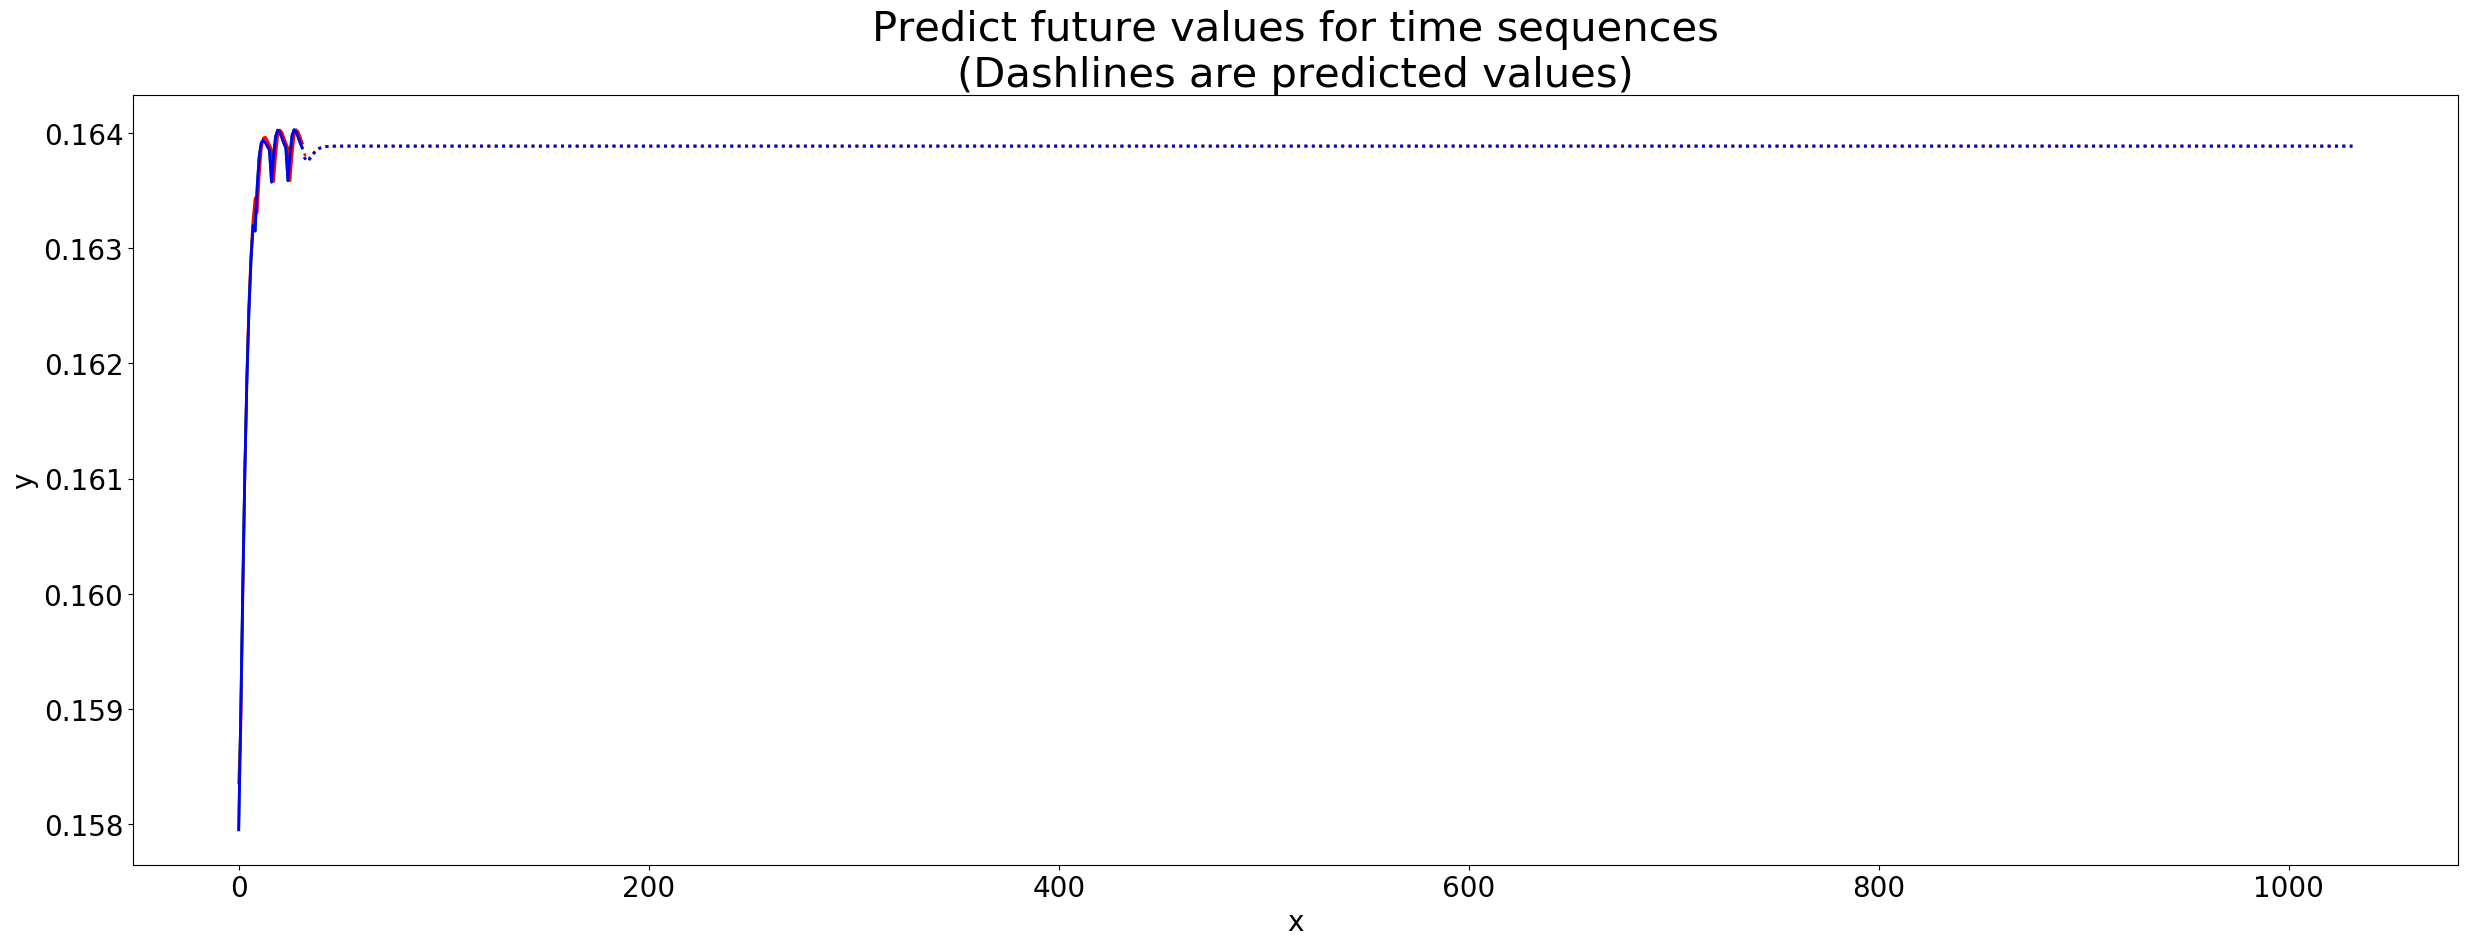 Predict future values for time sequences
(Dashlines are predicted values)
0.164
0.163
0.162
0.161
0.160
0.159
0.158
y
0 200 400 600 800 1000
x